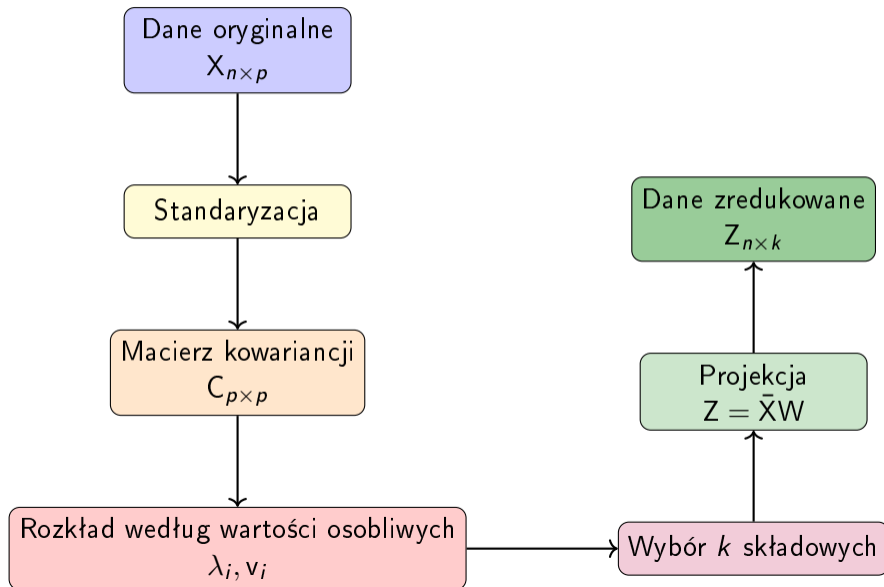 Dane oryginalne
X_{n×p}
Standaryzacja
Macierz kowariancji
C_{p×p}
Rozkład według wartości osobliwych
λ_i, v_i
Wybór k składowych
Projekcja
Z = X̄W
Dane zredukowane
Z_{n×k}